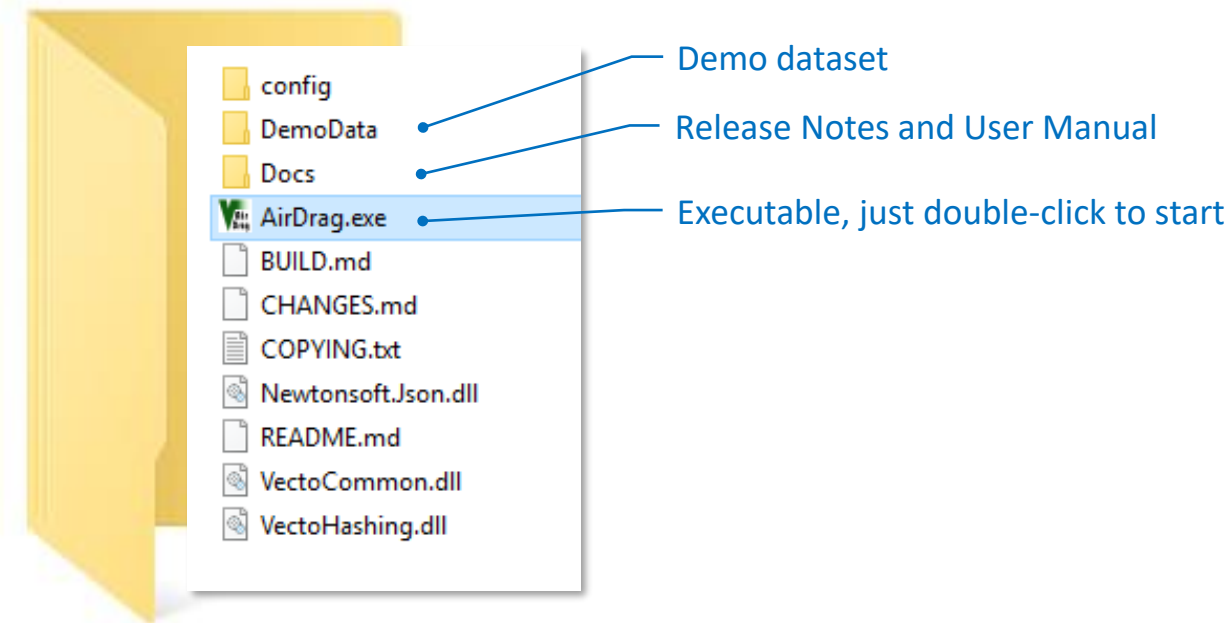 config
DemoData
Docs
AirDrag.exe
BUILD.md
CHANGES.md
COPYING.txt
Newtonsoft.Json.dll
README.md
VectoCommon.dll
VectoHashing.dll
Demo dataset
Release Notes and User Manual
Executable, just double-click to start